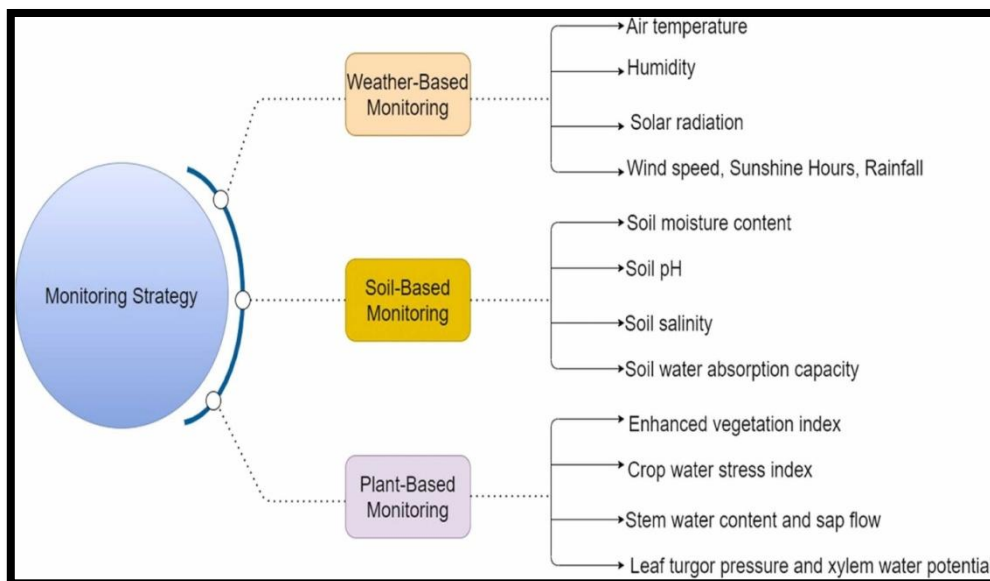 Monitoring Strategy
Weather-Based
Monitoring
Air temperature
Humidity
Solar radiation
Wind speed, Sunshine Hours, Rainfall
Soil-Based
Monitoring
Soil moisture content
Soil pH
Soil salinity
Soil water absorption capacity
Plant-Based
Monitoring
Enhanced vegetation index
Crop water stress index
Stem water content and sap flow
Leaf turgor pressure and xylem water potentia